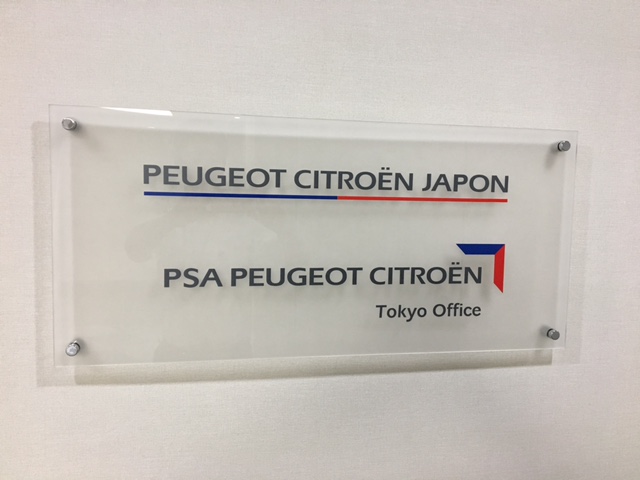 PEUGEOT CITROËN JAPON
PSA PEUGEOT CITROËN
Tokyo Office